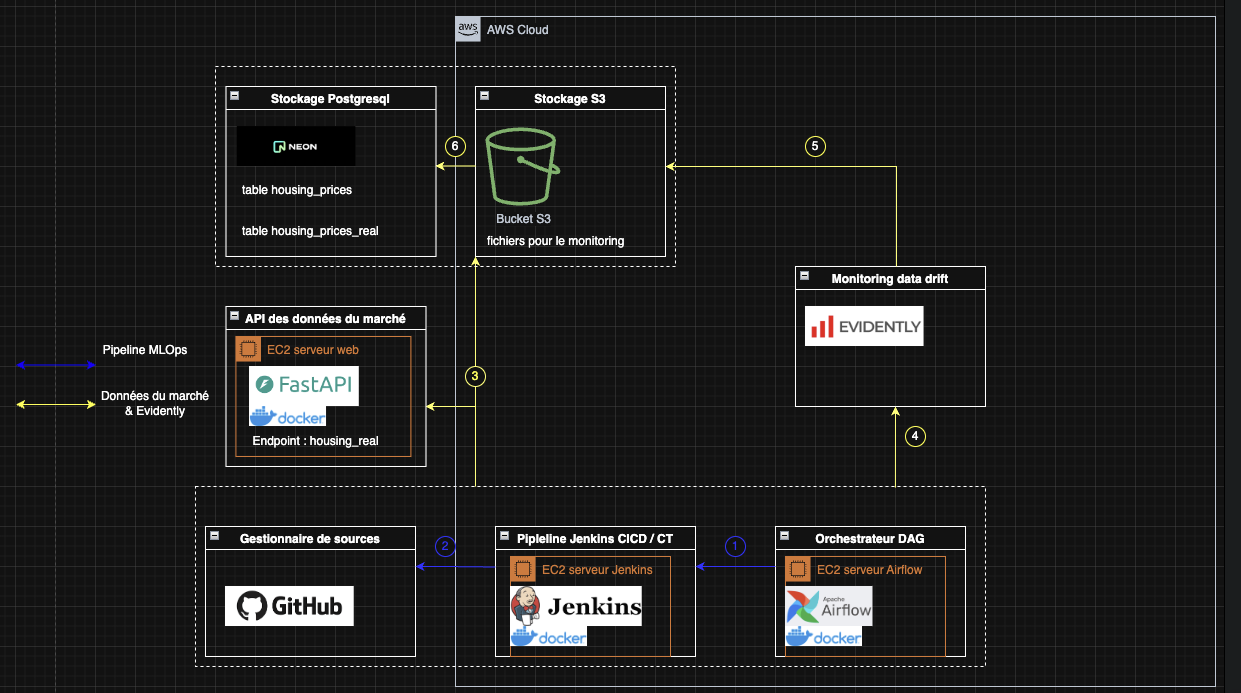 aws
AWS Cloud
Stockage Postgresql
NEON
table housing_prices
table housing_prices_real
6
Stockage S3
Bucket S3
fichiers pour le monitoring
5
Monitoring data drift
EVIDENTLY
API des données du marché
EC2 serveur web
FastAPI
docker
Endpoint : housing_real
3
4
Pipeline MLOps
Données du marché
& Evidently
Gestionnaire de sources
GitHub
2
Pipleline Jenkins CICD / CT
EC2 serveur Jenkins
Jenkins
docker
1
Orchestrateur DAG
EC2 serveur Airflow
Apache
Airflow
docker